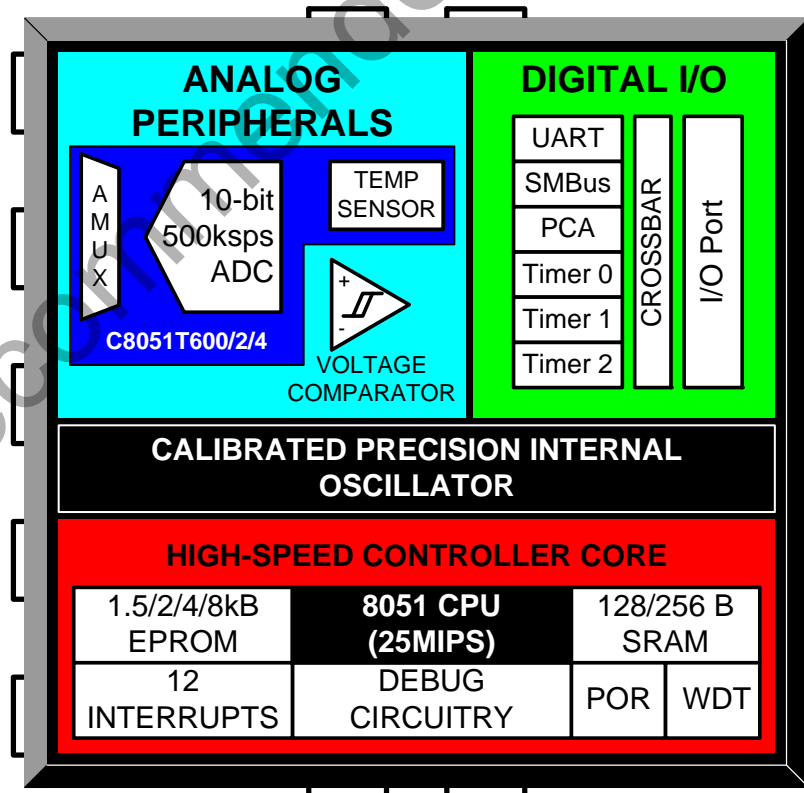 ANALOG
PERIPHERALS
A
M
U
X
10-bit
500ksps
ADC
TEMP
SENSOR
+
-
C8051T600/2/4
VOLTAGE
COMPARATOR
DIGITAL I/O
UART
SMBus
PCA
Timer 0
Timer 1
Timer 2
CROSSBAR
I/O Port
CALIBRATED PRECISION INTERNAL
OSCILLATOR
HIGH-SPEED CONTROLLER CORE
1.5/2/4/8kB
EPROM
8051 CPU
(25MIPS)
128/256 B
SRAM
12
INTERRUPTS
DEBUG
CIRCUITRY
POR
WDT